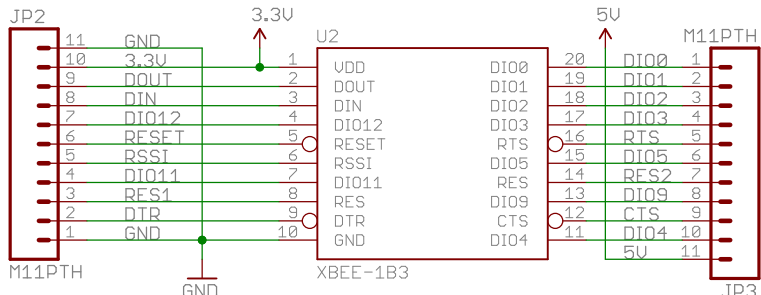 JP2 3.3V 5V
U2 M11PTH
11 GND
10 3.3V 1 VDD DIO0 20 DIO0 1
9 DOUT 2 DOUT DIO1 19 DIO1 2
8 DIN 3 DIN DIO2 18 DIO2 3
7 DIO12 4 DIO12 DIO3 17 DIO3 4
6 RESET 5 RESET RTS 16 RTS 5
5 RSSI 6 RSSI DIO5 15 DIO5 6
4 DIO11 7 DIO11 RES 14 RES2 7
3 RES1 8 RES DIO9 13 DIO9 8
2 DTR 9 DTR CTS 12 CTS 9
1 GND 10 GND DIO4 11 DIO4 10
5V 11
M11PTH XBEE-1B3
GND JP3